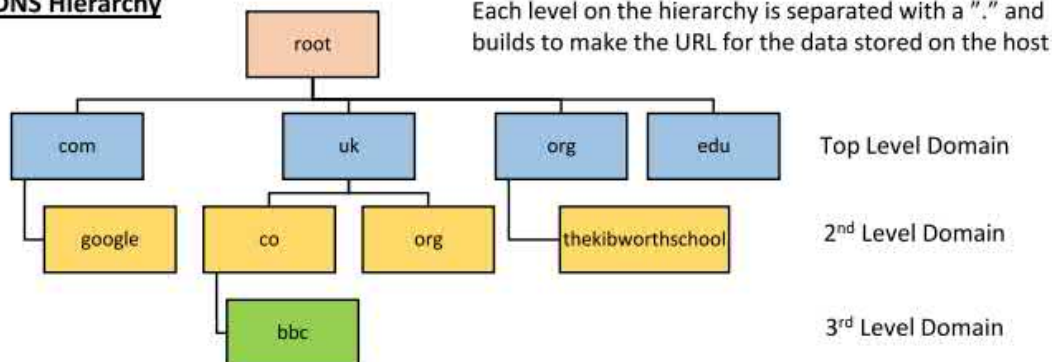 DNS Hierarchy
Each level on the hierarchy is separated with a "." and
builds to make the URL for the data stored on the host
root
com
uk
org
edu
Top Level Domain
google
co
org
thekibworthschool
2nd Level Domain
bbc
3rd Level Domain